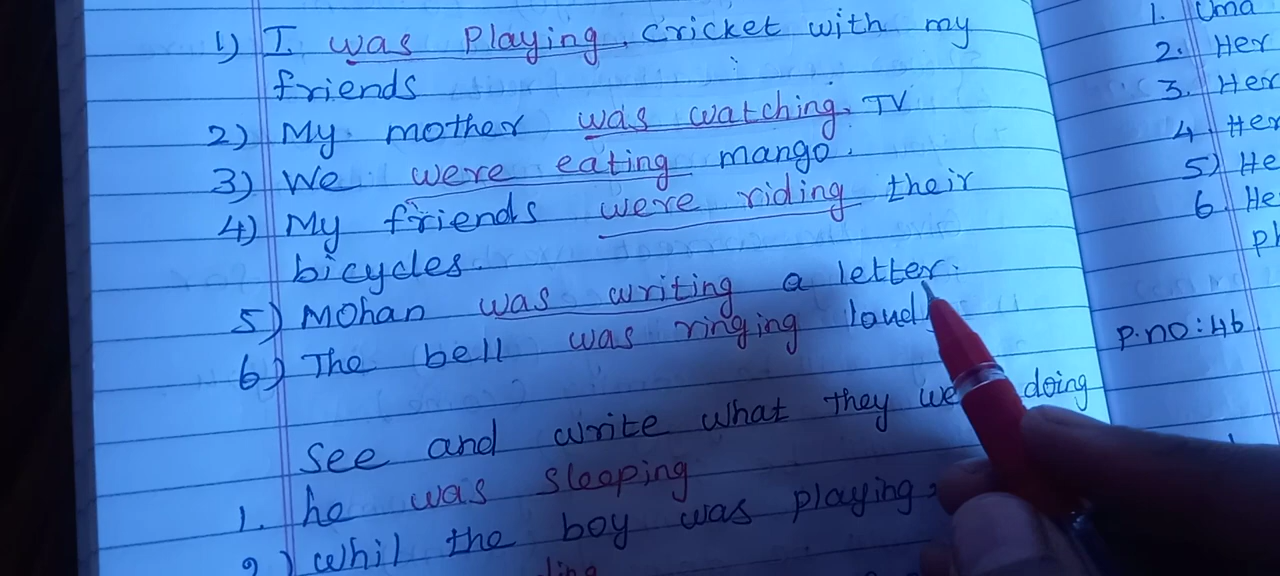 1) I was playing cricket with my
friends
2) My mother was watching. TV
3) We were eating mango.
4) My friends were riding their
bicycles.
5) Mohan was writing a letter.
6) The bell was ringing
see and write what they doing
1. he was sleeping
2) Whil the boy was playing
1. Uma
2. Her
3. Her
4. Her
5) He
6. He
P.no: 46